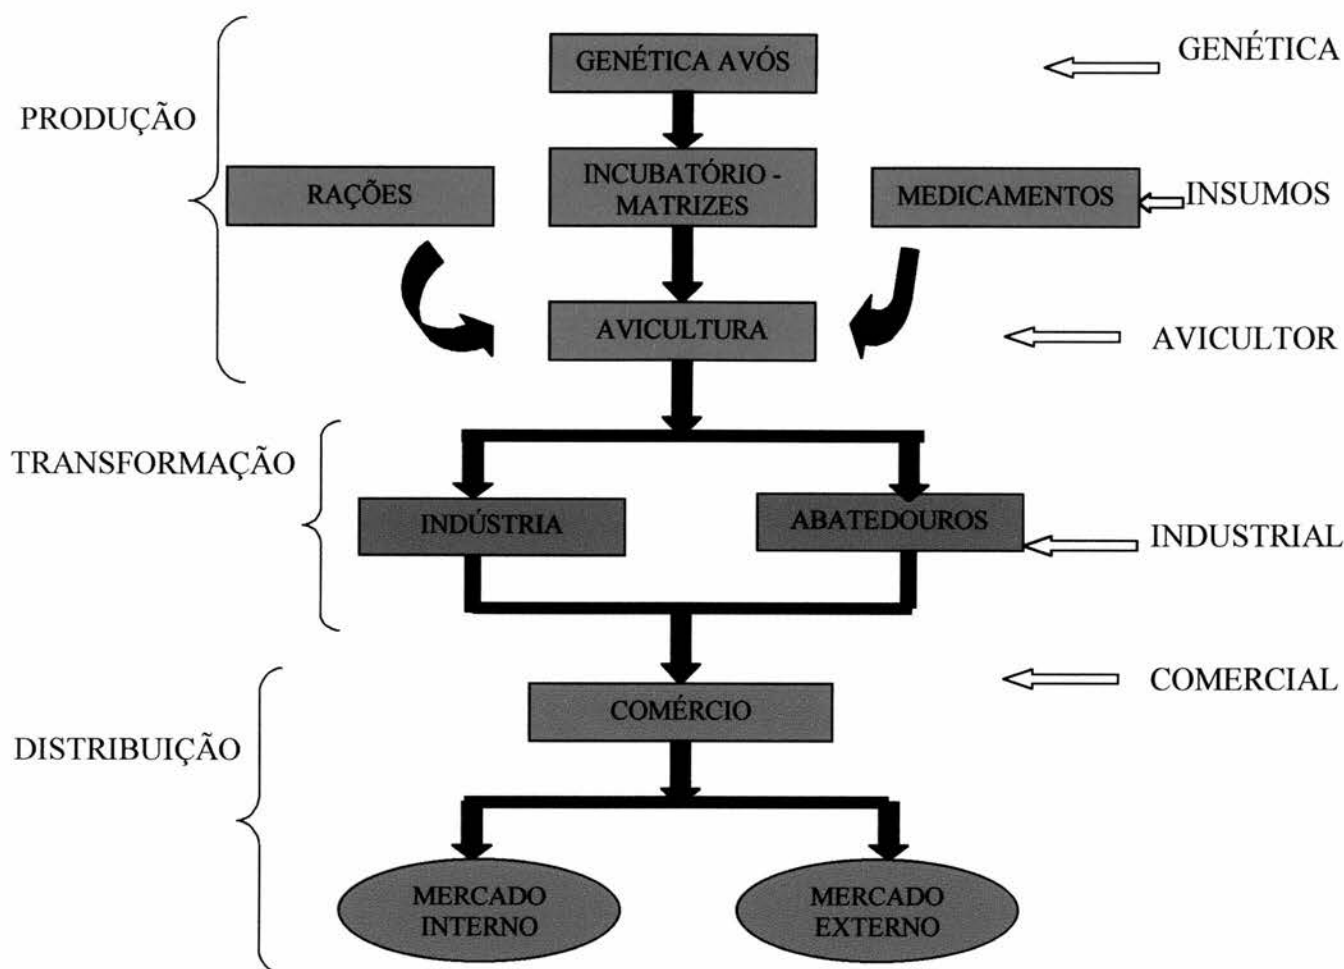 GENÉTICA AVÓS
GENÉTICA
PRODUÇÃO
RAÇÕES
INCUBATÓRIO -
MATRIZES
MEDICAMENTOS
INSUMOS
AVICULTURA
AVICULTOR
TRANSFORMAÇÃO
INDÚSTRIA
ABATEDOUROS
INDUSTRIAL
COMERCIAL
COMÉRCIO
DISTRIBUIÇÃO
MERCADO
INTERNO
MERCADO
EXTERNO